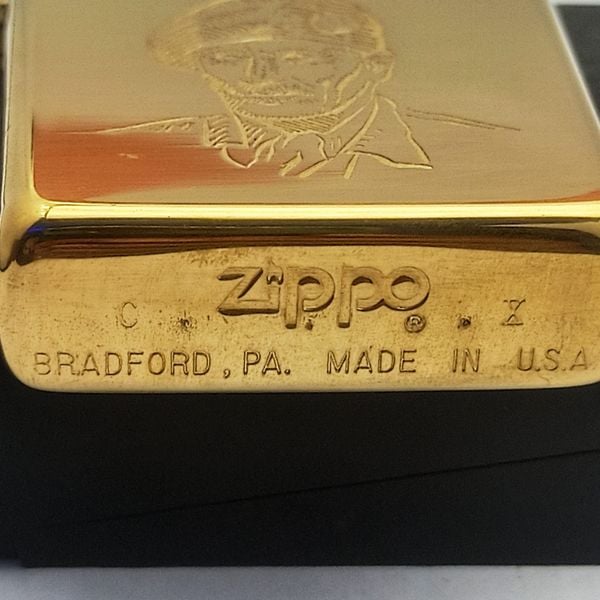 Zippo ®
C X
BRADFORD, PA. MADE IN U.S.A